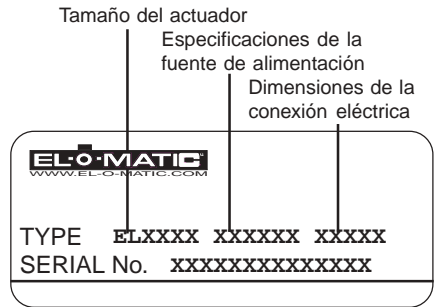 Tamaño del actuador
Especificaciones de la
fuente de alimentación
Dimensiones de la
conexión eléctrica
EL·O·MATIC
WWW.EL-O-MATIC.COM
TYPE ELXXXX XXXXXX XXXXX
SERIAL No. XXXXXXXXXXXXXX